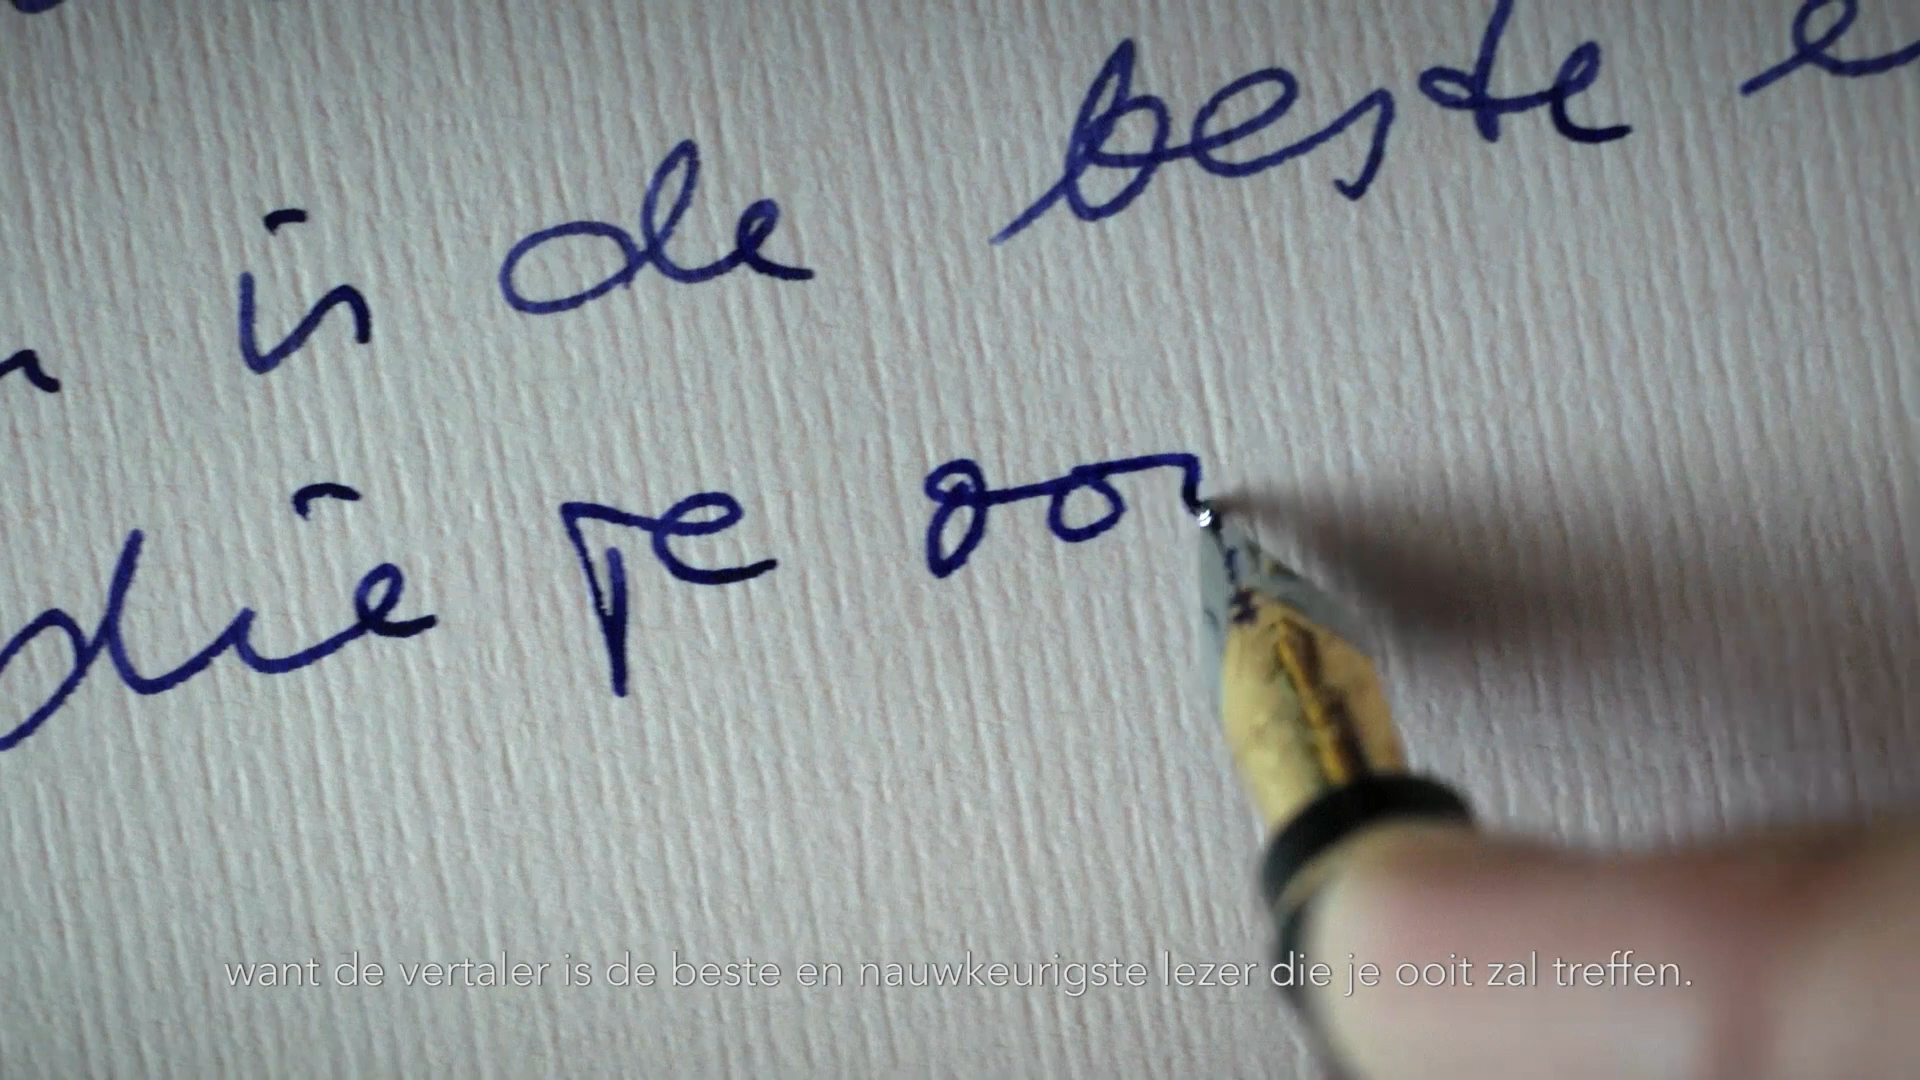 is de beste e
die je ooi
want de vertaler is de beste en nauwkeurigste lezer die je ooit zal treffen.